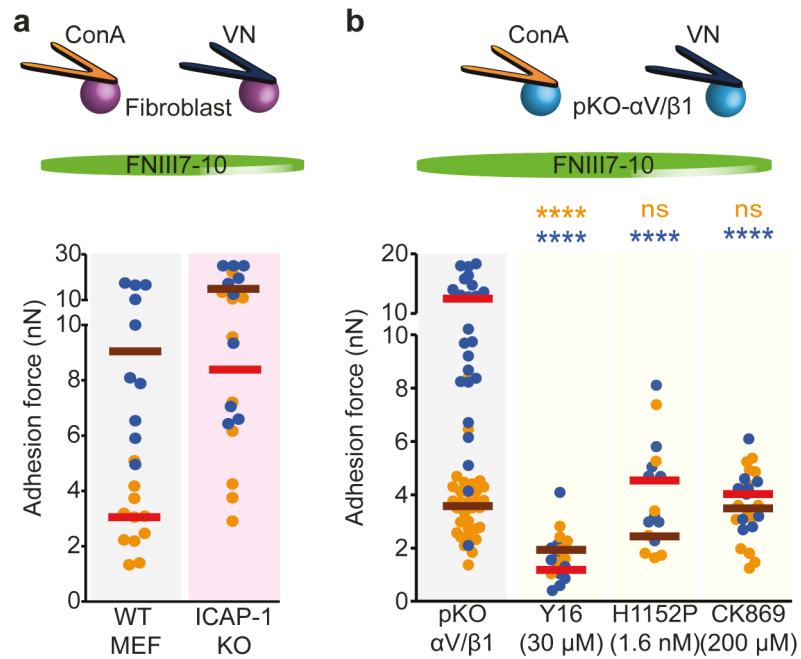 a
ConA
VN
Fibroblast
FNIII7-10
Adhesion force (nN)
30
10
10
8
6
4
2
0
WT
MEF
ICAP-1
KO
b
ConA
VN
pKO-αV/β1
FNIII7-10
**** ns ns
**** **** ****
Adhesion force (nN)
20
10
10
8
6
4
2
0
pKO
αV/β1
Y16
(30 µM)
H1152P
(1.6 nM)
CK869
(200 µM)